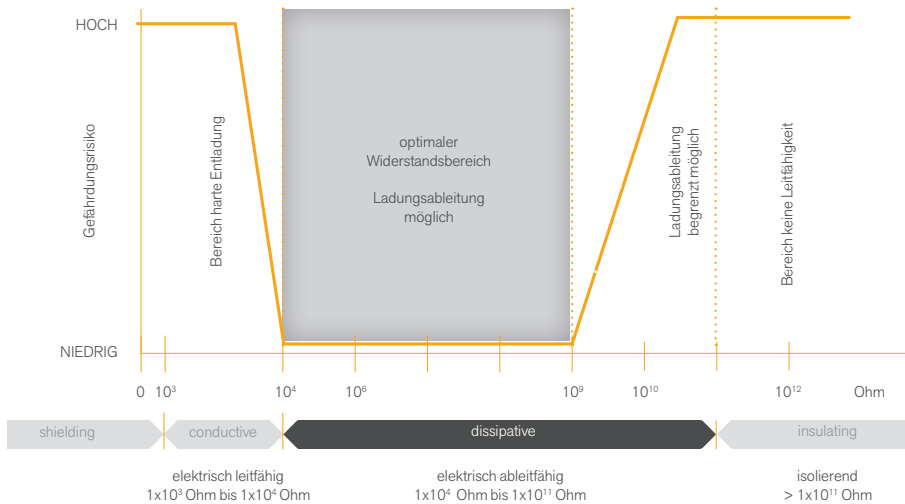 HOCH
Gefährdungsrisiko
Bereich harte Entladung
optimaler
Widerstandsbereich
Ladungsableitung
möglich
Ladungsableitung
begrenzt möglich
Bereich keine Leitfähigkeit
NIEDRIG
0 10³ 10⁴ 10⁶ 10⁹ 10¹⁰ 10¹² Ohm
shielding conductive dissipative insulating
elektrisch leitfähig
1x10³ Ohm bis 1x10⁴ Ohm
elektrisch ableitfähig
1x10⁴ Ohm bis 1x10¹¹ Ohm
isolierend
> 1x10¹¹ Ohm